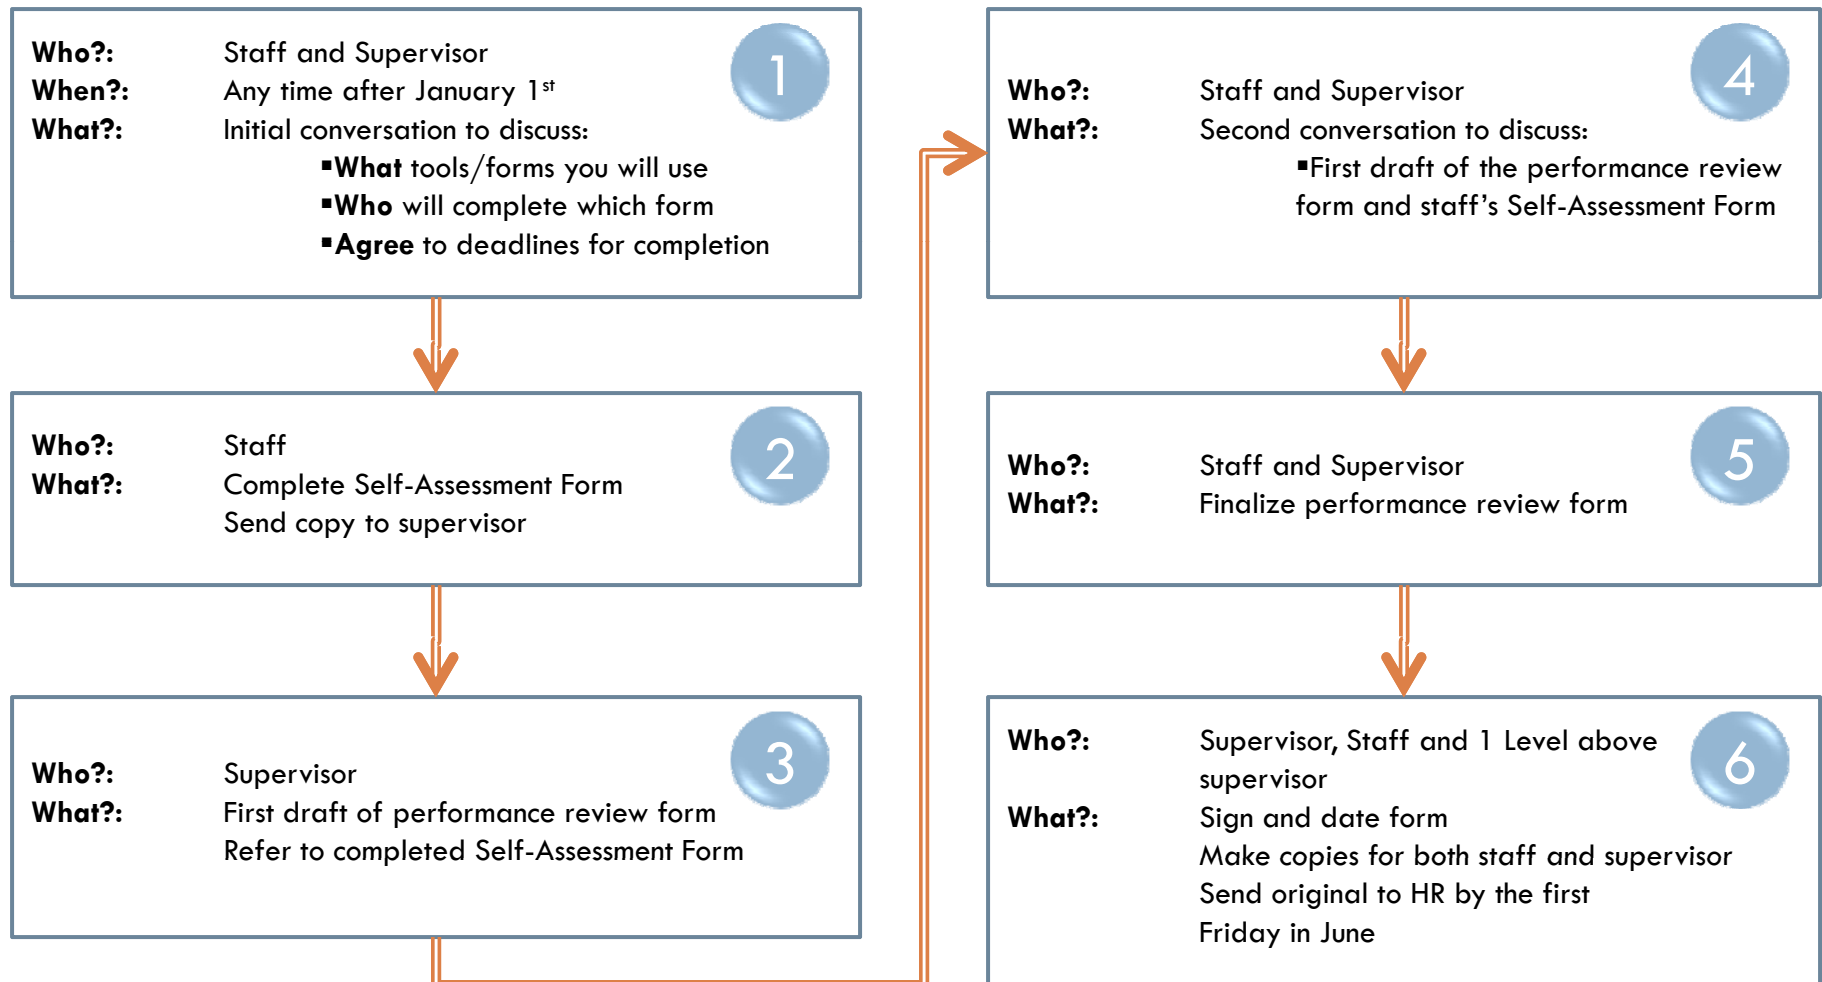 1
Who?: Staff and Supervisor
When?: Any time after January 1st
What?: Initial conversation to discuss:
▪What tools/forms you will use
▪Who will complete which form
▪Agree to deadlines for completion
2
Who?: Staff
What?: Complete Self-Assessment Form
Send copy to supervisor
3
Who?: Supervisor
What?: First draft of performance review form
Refer to completed Self-Assessment Form
4
Who?: Staff and Supervisor
What?: Second conversation to discuss:
▪First draft of the performance review
form and staff’s Self-Assessment Form
5
Who?: Staff and Supervisor
What?: Finalize performance review form
6
Who?: Supervisor, Staff and 1 Level above
supervisor
What?: Sign and date form
Make copies for both staff and supervisor
Send original to HR by the first
Friday in June